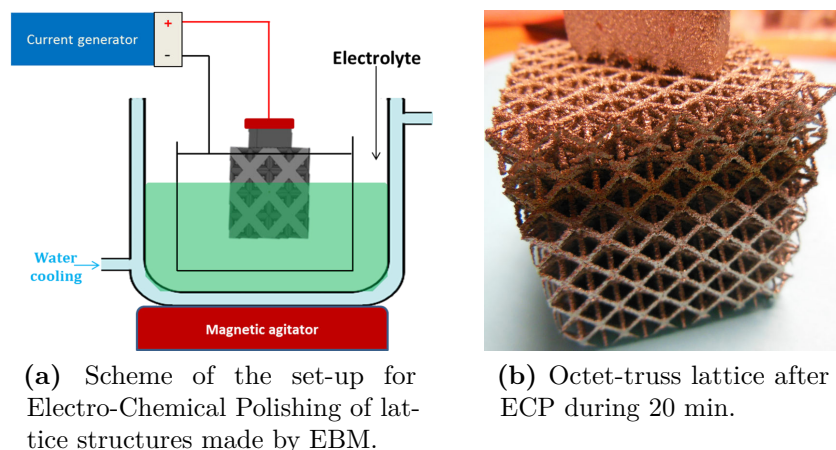 Current generator
+
-
Electrolyte
Water
cooling
Magnetic agitator
(a) Scheme of the set-up for
Electro-Chemical Polishing of lat-
tice structures made by EBM.
(b) Octet-truss lattice after
ECP during 20 min.